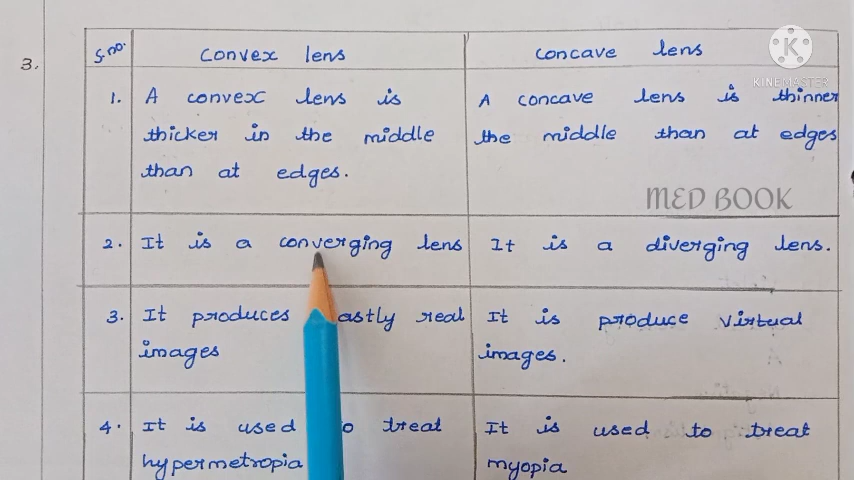 3.
S.no. convex lens concave lens
1. A convex lens is A concave lens is thinner
thicker in the middle the middle than at edges
than at edges.
2. It is a converging lens It is a diverging lens.
3. It produces real It is produce virtual
images images.
4. It is used treat It is used to treat
hypermetropia myopia
K
KINEMASTER
MED BOOK